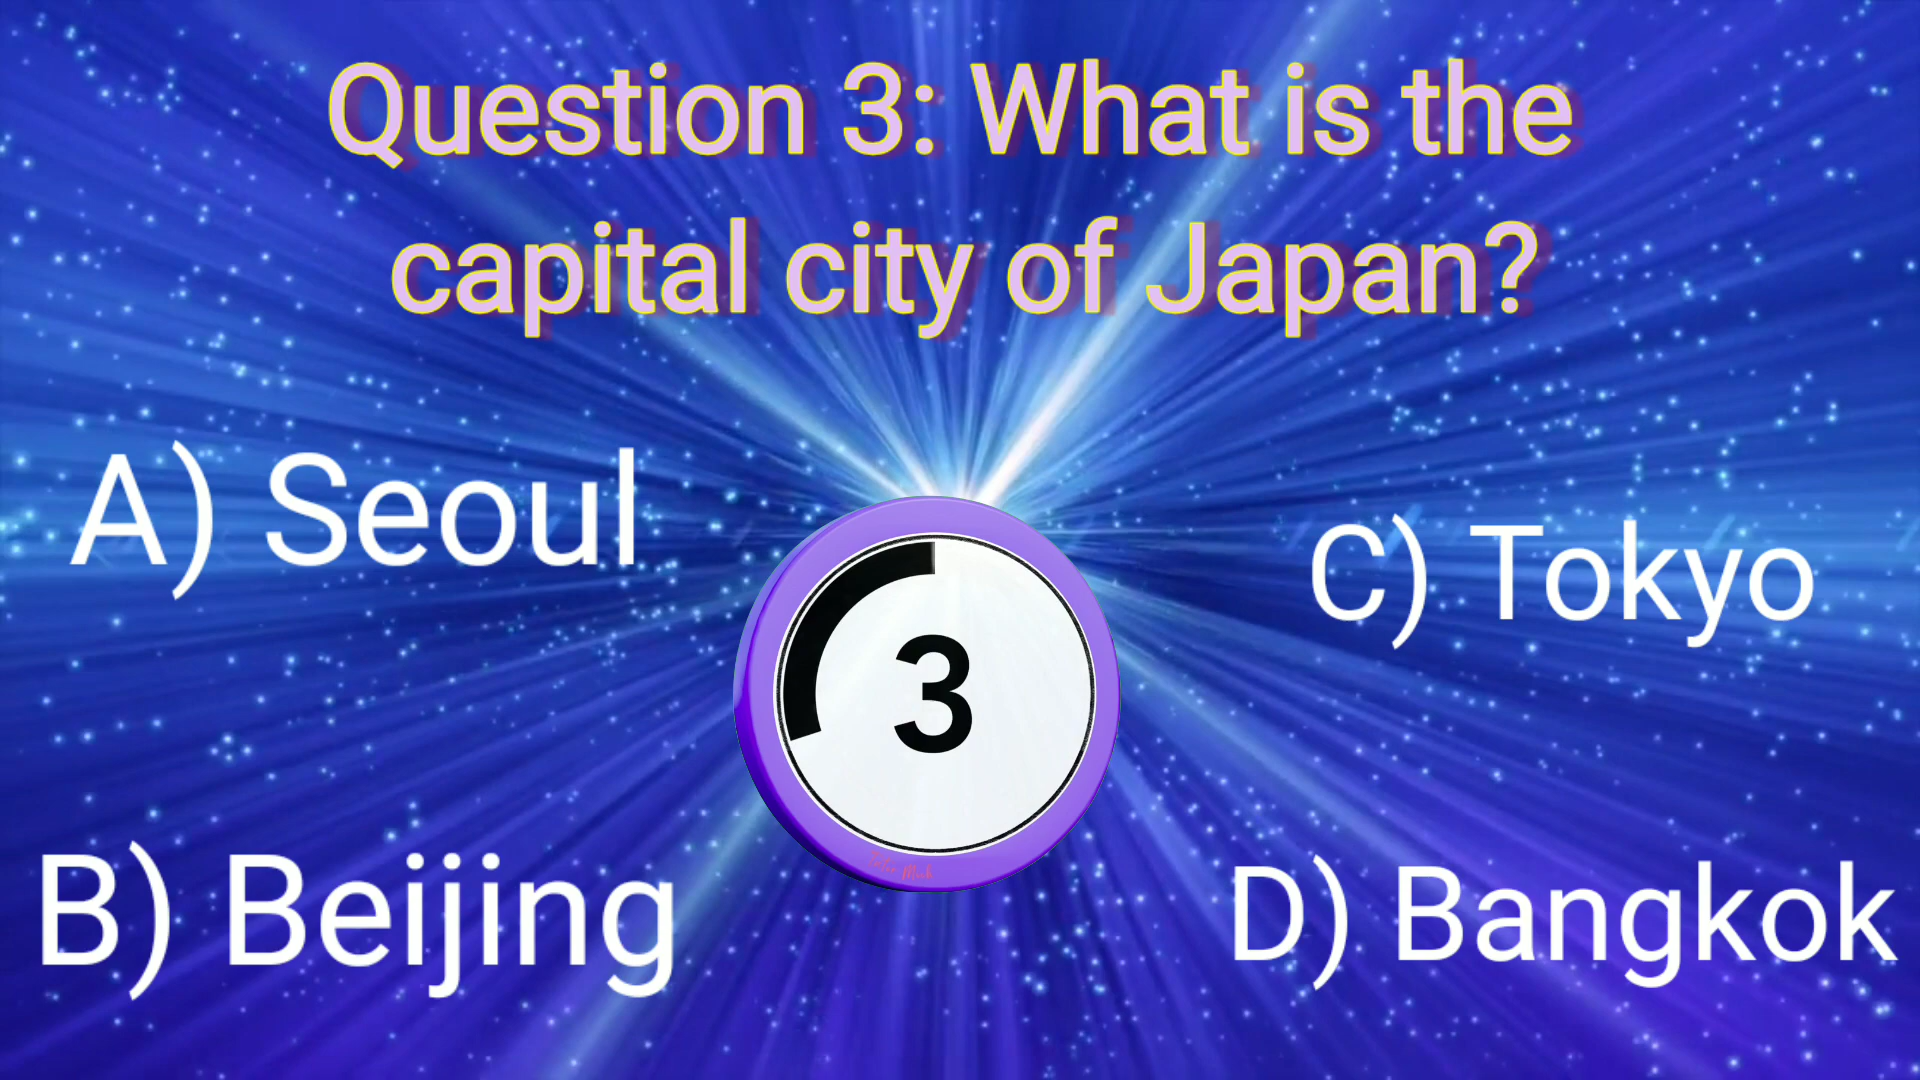 Question 3: What is the
capital city of Japan?
A) Seoul
C) Tokyo
3
B) Beijing
D) Bangkok